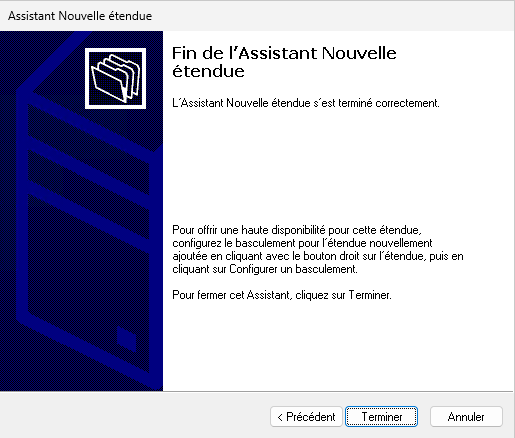 Assistant Nouvelle étendue
Fin de l'Assistant Nouvelle
étendue
L'Assistant Nouvelle étendue s'est terminé correctement.
Pour offrir une haute disponibilité pour cette étendue,
configurez le basculement pour l'étendue nouvellement
ajoutée en cliquant avec le bouton droit sur l'étendue, puis en
cliquant sur Configurer un basculement.
Pour fermer cet Assistant, cliquez sur Terminer.
< Précédent
Terminer
Annuler